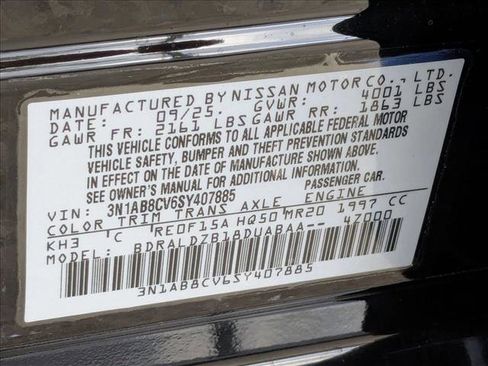 MANUFACTURED BY NISSAN MOTOR CO., LTD.
DATE: 09/25. GVWR: 4001 LBS
GAWR FR: 2161 LBS GAWR RR: 1863 LBS
THIS VEHICLE CONFORMS TO ALL APPLICABLE FEDERAL MOTOR
VEHICLE SAFETY, BUMPER AND THEFT PREVENTION STANDARDS
IN EFFECT ON THE DATE OF MANUFACTURE SHOWN ABOVE.
SEE OWNER'S MANUAL FOR ADDITIONAL INFORMATION.
VIN: 3N1AB8CV6SY407885 PASSENGER CAR.
COLOR TRIM TRANS AXLE ENGINE
KH3 'C RE0F15A HQ50 MR20 1997 CC
BDRALDZB18DUABAA-- 47000
3N1AB8CV6SY407885